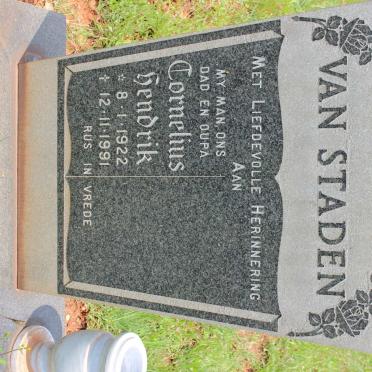 VAN STADEN
MET LIEFDEVOLLE HERINNERING
AAN
MY MAN, ONS
DAD EN OUPA
Cornelius
Hendrik
☆ 8·1·1922
✝ 12·11·1991
RUS IN VREDE